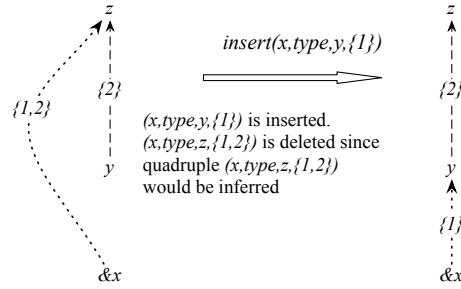 z
{1,2}
{2}
y
&x
insert(x,type,y,{1})
(x,type,y,{1}) is inserted.
(x,type,z,{1,2}) is deleted since
quadruple (x,type,z,{1,2})
would be inferred
z
{2}
y
{1}
&x